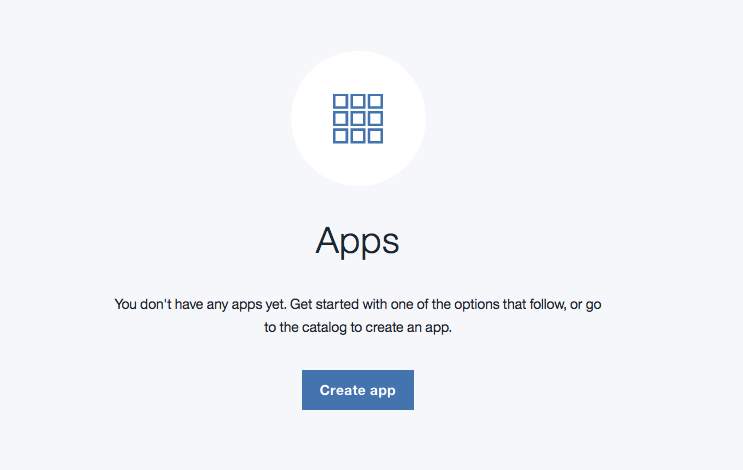 Apps
You don't have any apps yet. Get started with one of the options that follow, or go
to the catalog to create an app.
Create app